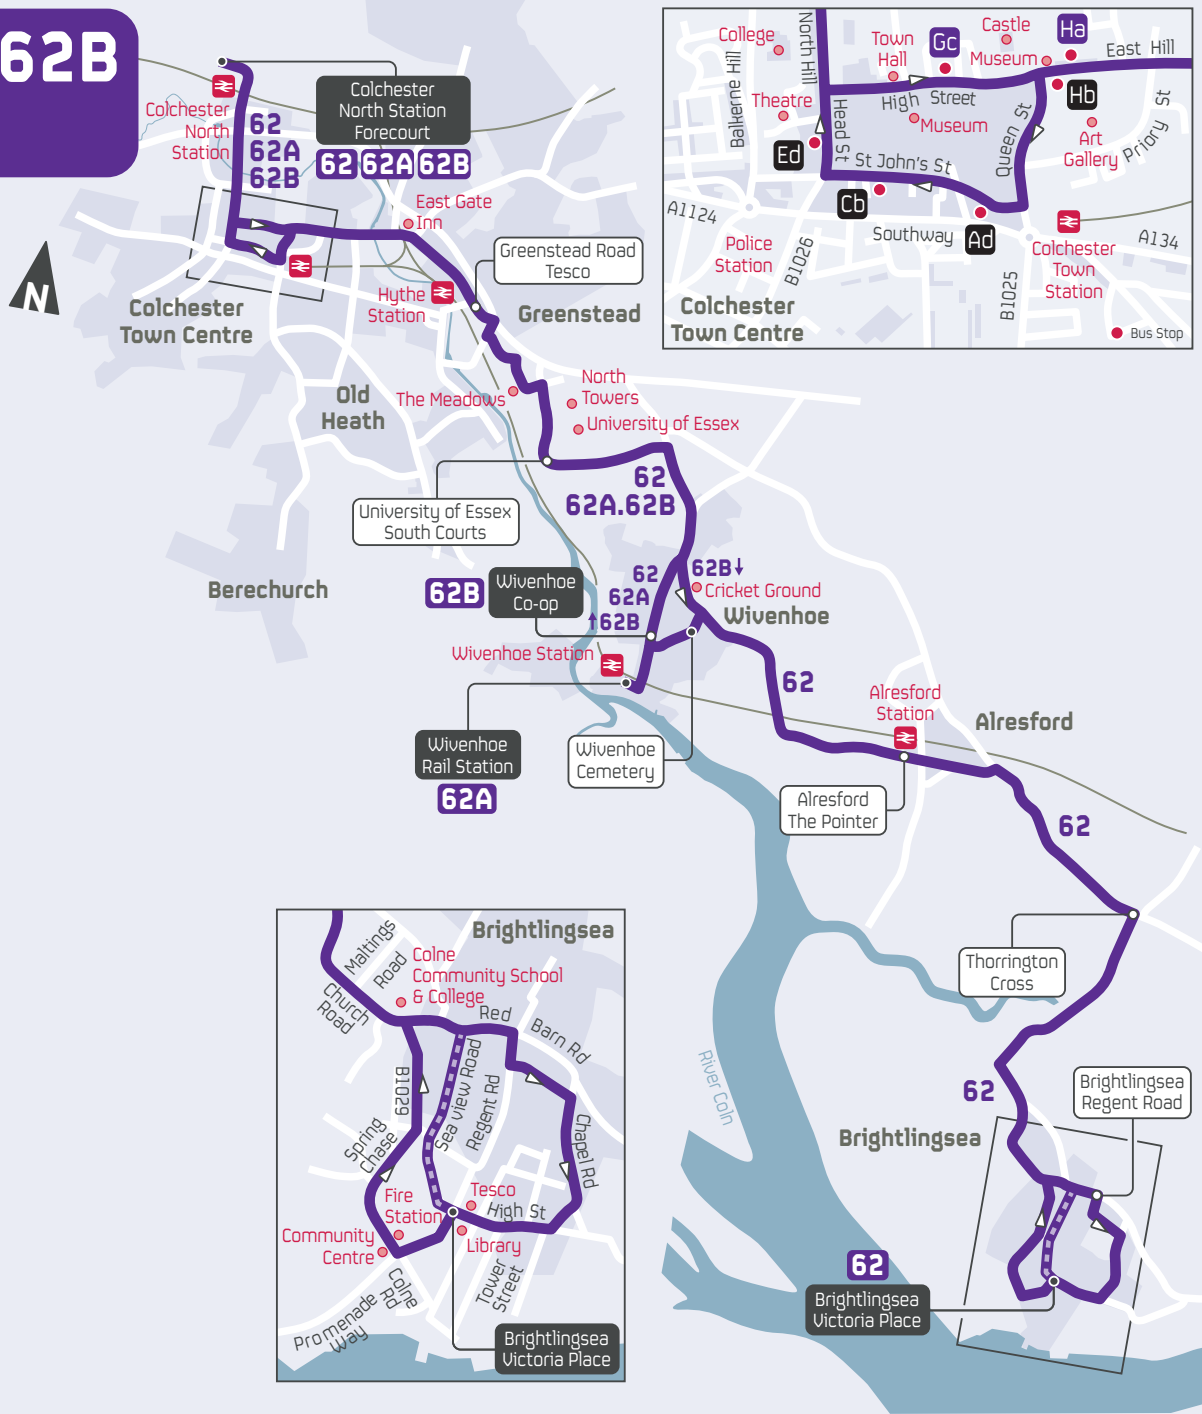 62B
Colchester
North
Station
Colchester
North Station
Forecourt
62 62A 62B
62
62A
62B
East Gate
Inn
Greenstead Road
Tesco
N
Colchester
Town Centre
Hythe
Station
Greenstead
Old
Heath
The Meadows
North
Towers
University of Essex
62
62A.62B
University of Essex
South Courts
Berechurch
62B
Wivenhoe
Co-op
62
62A
↑62B
62B↓
Cricket Ground
Wivenhoe
Wivenhoe Station
62
Wivenhoe
Rail Station
62A
Wivenhoe
Cemetery
Alresford
Station
Alresford
Alresford
The Pointer
62
Thorrington
Cross
River Coln
62
Brightlingsea
Regent Road
Brightlingsea
62
Brightlingsea
Victoria Place
College
North Hill
Town
Hall
Gc
Castle
Museum
Ha
East Hill
Balkerne Hill
Theatre
High Street
Museum
Hb
Art
Gallery
Priory St
Head St
Ed
St John's St
Queen St
Cb
Southway
Ad
A1124
Police
Station
B1026
Colchester
Town
Station
A134
B1025
Colchester
Town Centre
Bus Stop
Brightlingsea
Maltings
Road
Colne
Community School
& College
Church
Road
Red
Barn Rd
B1029
Sea View Road
Regent Rd
Spring
Chase
Chapel Rd
Fire
Station
Tesco
High St
Community
Centre
Library
Colne
Rd
Tower
Street
Promenade
Way
Brightlingsea
Victoria Place